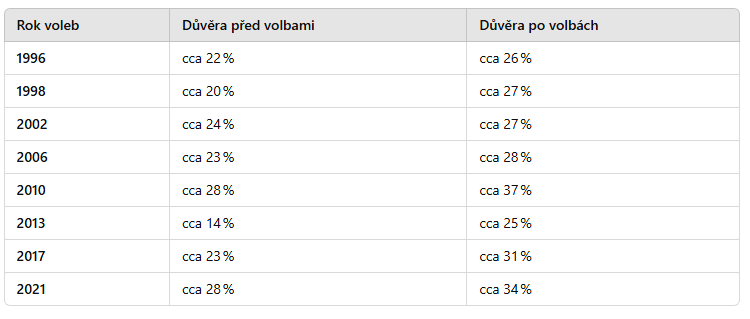 Rok voleb Důvěra před volbami Důvěra po volbách
1996 cca 22 % cca 26 %
1998 cca 20 % cca 27 %
2002 cca 24 % cca 27 %
2006 cca 23 % cca 28 %
2010 cca 28 % cca 37 %
2013 cca 14 % cca 25 %
2017 cca 23 % cca 31 %
2021 cca 28 % cca 34 %